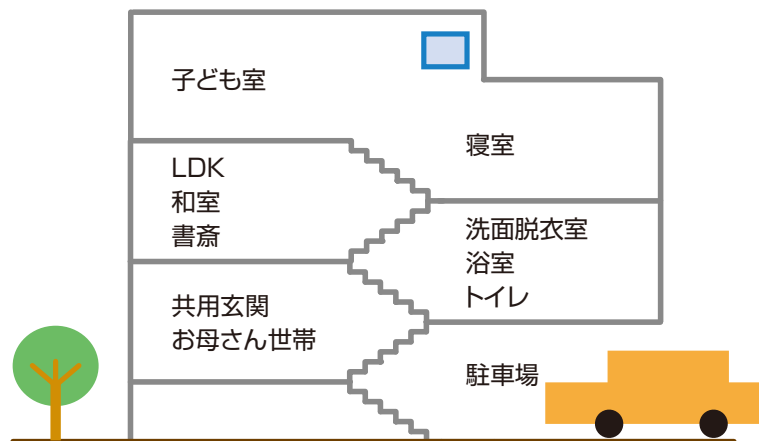 子ども室
寝室
LDK
和室
書斎
洗面脱衣室
浴室
トイレ
共用玄関
お母さん世帯
駐車場